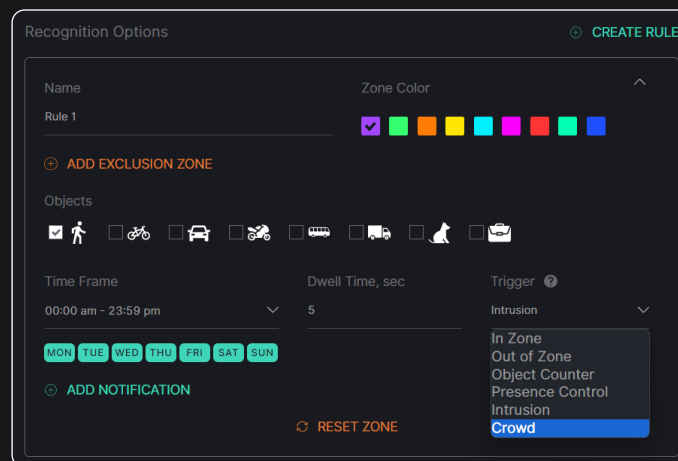 Recognition Options
CREATE RULE
Name
Zone Color
Rule 1
ADD EXCLUSION ZONE
Objects
Time Frame
Dwell Time, sec
Trigger ?
00:00 am - 23:59 pm
5
Intrusion
MON TUE WED THU FRI SAT SUN
In Zone
Out of Zone
Object Counter
Presence Control
Intrusion
Crowd
ADD NOTIFICATION
RESET ZONE